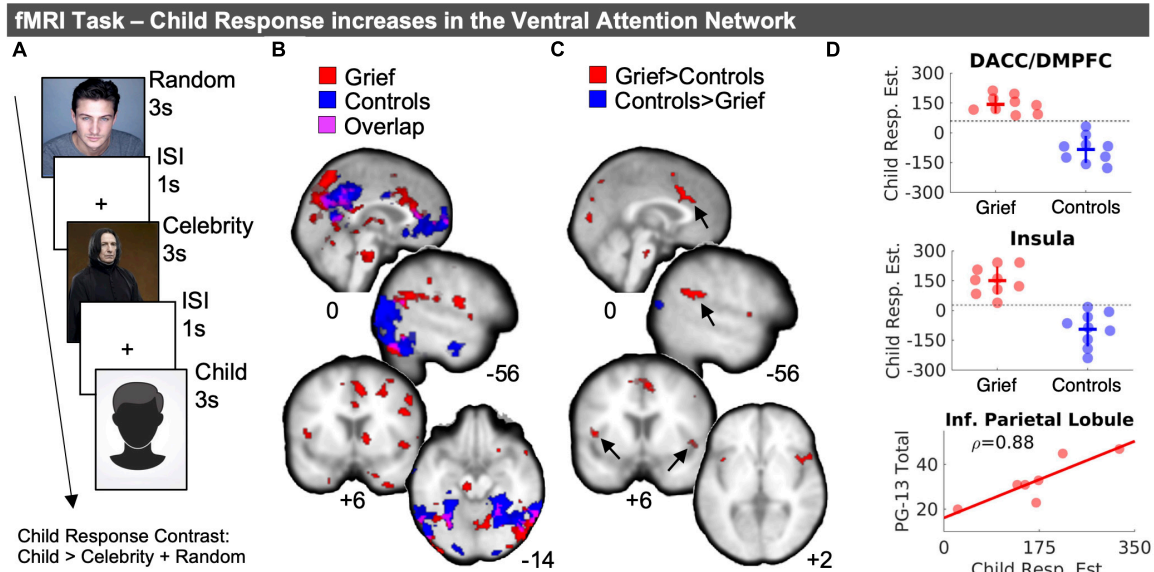 fMRI Task – Child Response increases in the Ventral Attention Network
A
Random
3s
ISI
1s
+
Celebrity
3s
ISI
1s
+
Child
3s
Child Response Contrast:
Child > Celebrity + Random
B
Grief
Controls
Overlap
0
-56
+6
-14
C
Grief>Controls
Controls>Grief
0
-56
+6
+2
D
DACC/DMPFC
Child Resp. Est.
300
150
0
-150
-300
Grief Controls
Insula
Child Resp. Est.
300
150
0
-150
-300
Grief Controls
Inf. Parietal Lobule
ρ=0.88
PG-13 Total
40
20
0 175 350
Child Resp. Est.